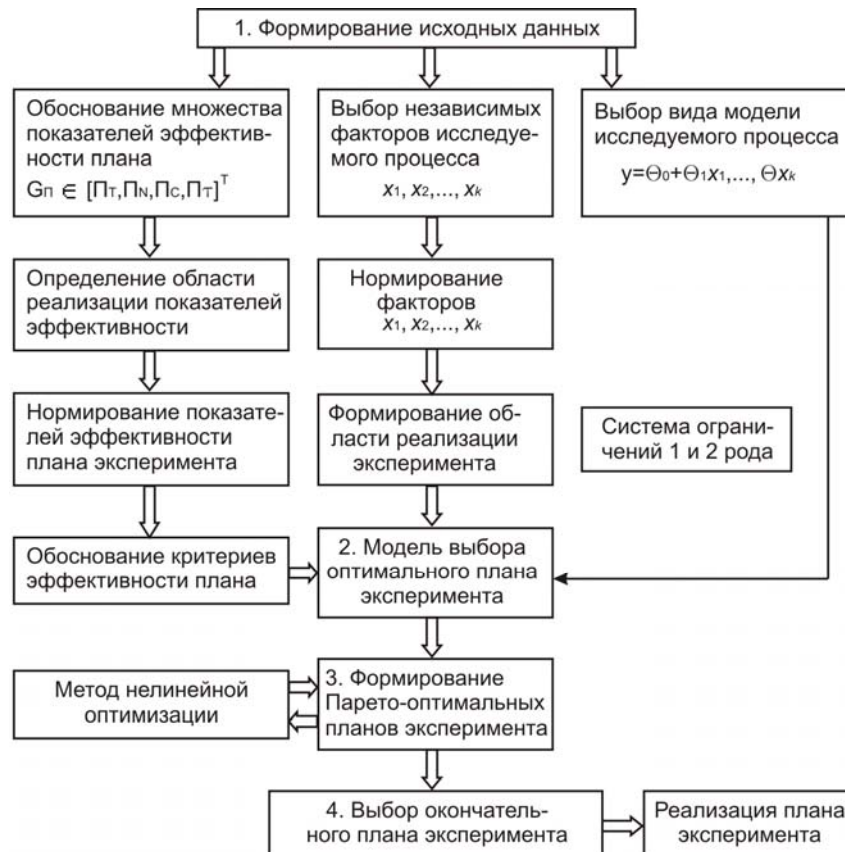 1. Формирование исходных данных
Обоснование множества
показателей эффектив-
ности плана
Gп ∈ [Пт,ПN,Пс,Пτ]ᵀ
Выбор независимых
факторов исследуе-
мого процесса
x₁, x₂,..., xₖ
Выбор вида модели
исследуемого процесса
y=Θ₀+Θ₁x₁,..., Θxₖ
Определение области
реализации показателей
эффективности
Нормирование
факторов
x₁, x₂,..., xₖ
Нормирование показате-
лей эффективности
плана эксперимента
Формирование об-
ласти реализации
эксперимента
Система ограни-
чений 1 и 2 рода
Обоснование критериев
эффективности плана
2. Модель выбора
оптимального плана
эксперимента
Метод нелинейной
оптимизации
3. Формирование
Парето-оптимальных
планов эксперимента
4. Выбор окончатель-
ного плана эксперимента
Реализация плана
эксперимента